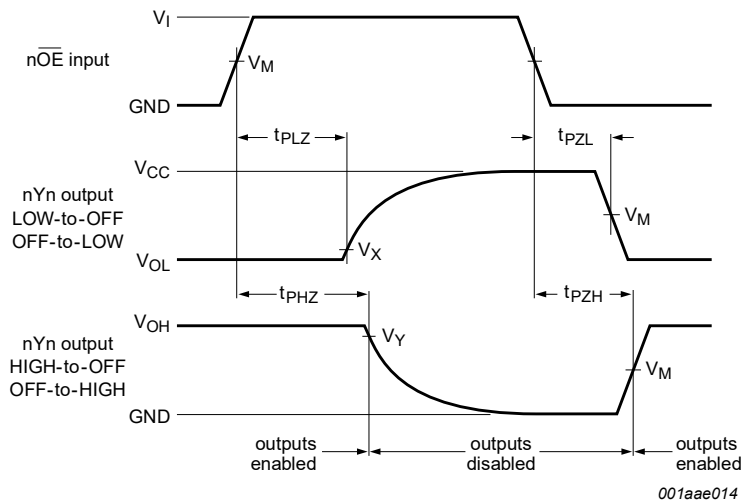 V_I
nOE input
V_M
GND
t_PLZ
t_PZL
V_CC
nYn output
LOW-to-OFF
OFF-to-LOW
V_M
V_X
V_OL
t_PHZ
t_PZH
V_OH
V_Y
nYn output
HIGH-to-OFF
OFF-to-HIGH
V_M
GND
outputs
enabled
outputs
disabled
outputs
enabled
001aae014